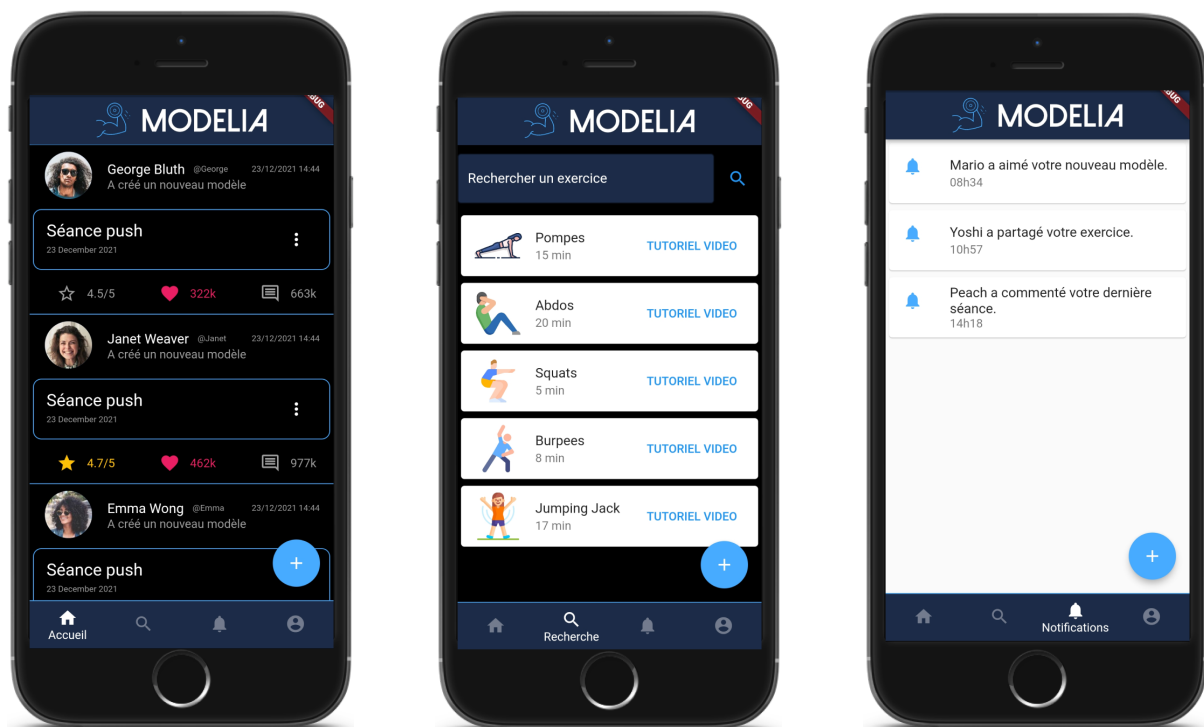 MODELIA
BUG
George Bluth @George 23/12/2021 14:44
A créé un nouveau modèle
Séance push
23 December 2021
4.5/5 322k 663k
Janet Weaver @Janet 23/12/2021 14:44
A créé un nouveau modèle
Séance push
23 December 2021
4.7/5 462k 977k
Emma Wong @Emma 23/12/2021 14:44
A créé un nouveau modèle
Séance push
23 December 2021
+
Accueil
MODELIA
BUG
Rechercher un exercice
Pompes
15 min
TUTORIEL VIDEO
Abdos
20 min
TUTORIEL VIDEO
Squats
5 min
TUTORIEL VIDEO
Burpees
8 min
TUTORIEL VIDEO
Jumping Jack
17 min
TUTORIEL VIDEO
+
Recherche
MODELIA
BUG
Mario a aimé votre nouveau modèle.
08h34
Yoshi a partagé votre exercice.
10h57
Peach a commenté votre dernière
séance.
14h18
+
Notifications